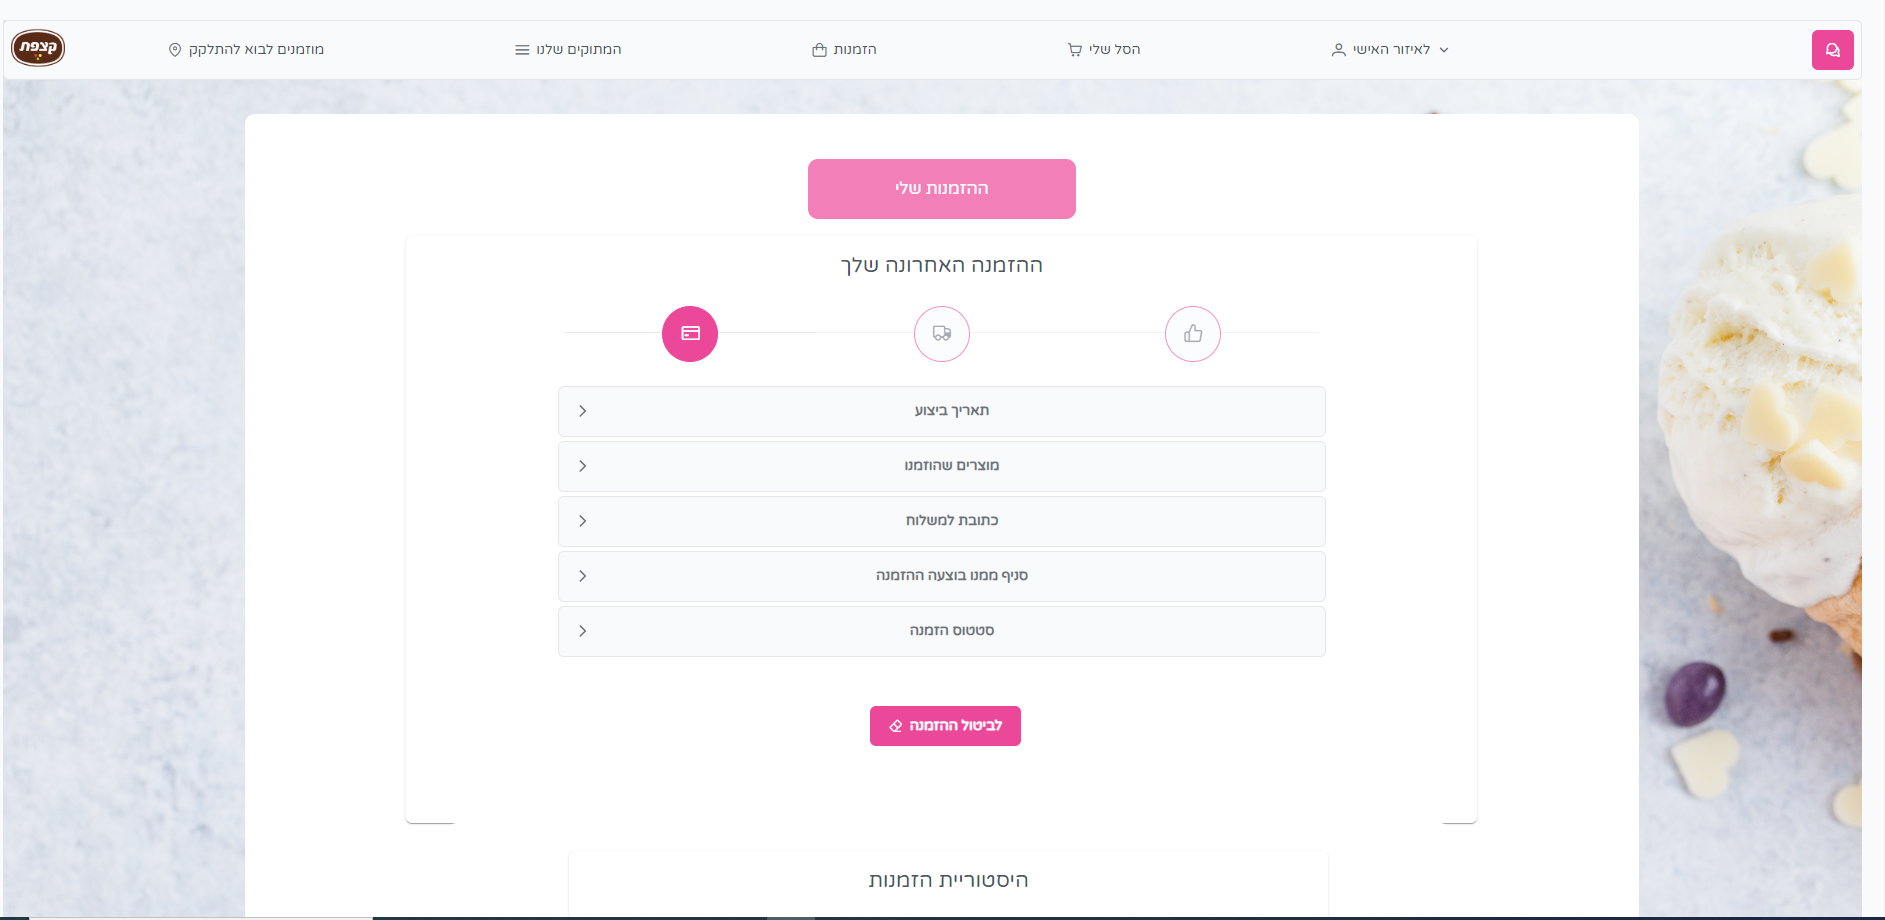 קצפת
מוזמנים לבוא להתלקק
המתוקים שלנו
הזמנות
הסל שלי
לאיזור האישי
ההזמנות שלי
ההזמנה האחרונה שלך
תאריך ביצוע
מוצרים שהוזמנו
כתובת למשלוח
סניף ממנו בוצעה ההזמנה
סטטוס הזמנה
לביטול ההזמנה
היסטוריית הזמנות